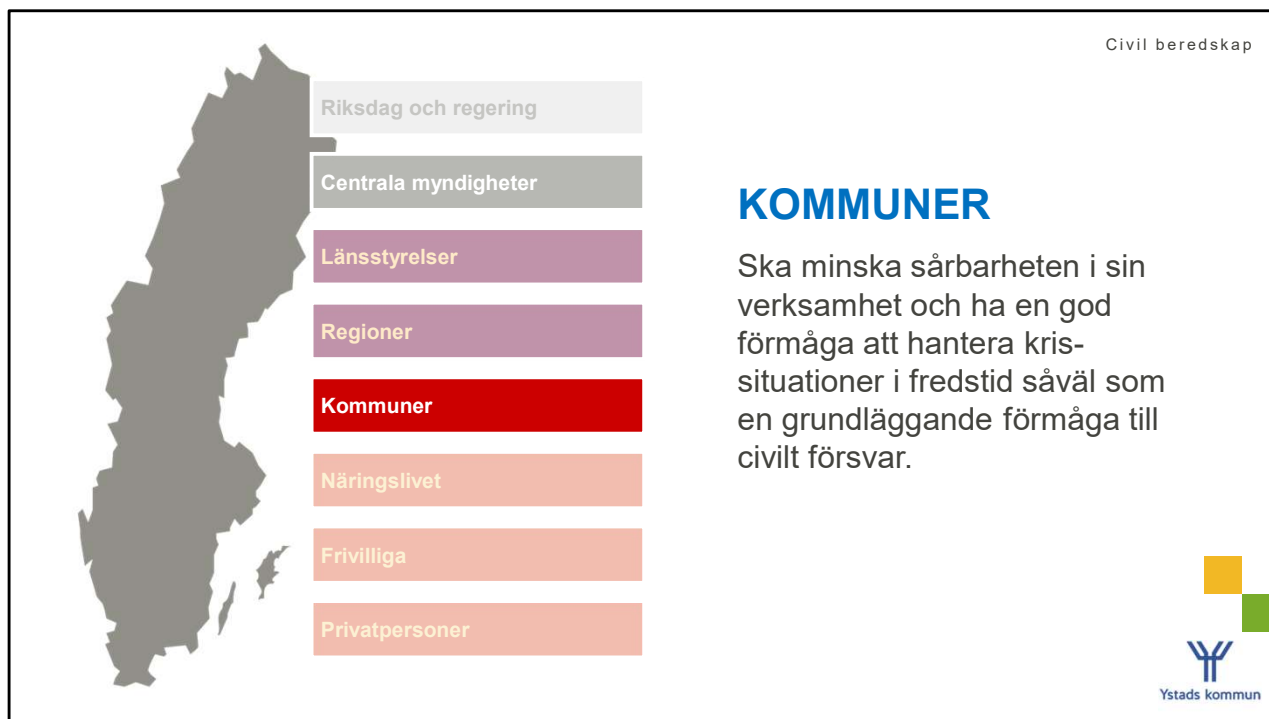 Civil beredskap
Riksdag och regering
Centrala myndigheter
Länsstyrelser
Regioner
Kommuner
Näringslivet
Frivilliga
Privatpersoner
KOMMUNER
Ska minska sårbarheten i sin
verksamhet och ha en god
förmåga att hantera kris-
situationer i fredstid såväl som
en grundläggande förmåga till
civilt försvar.
Ystads kommun